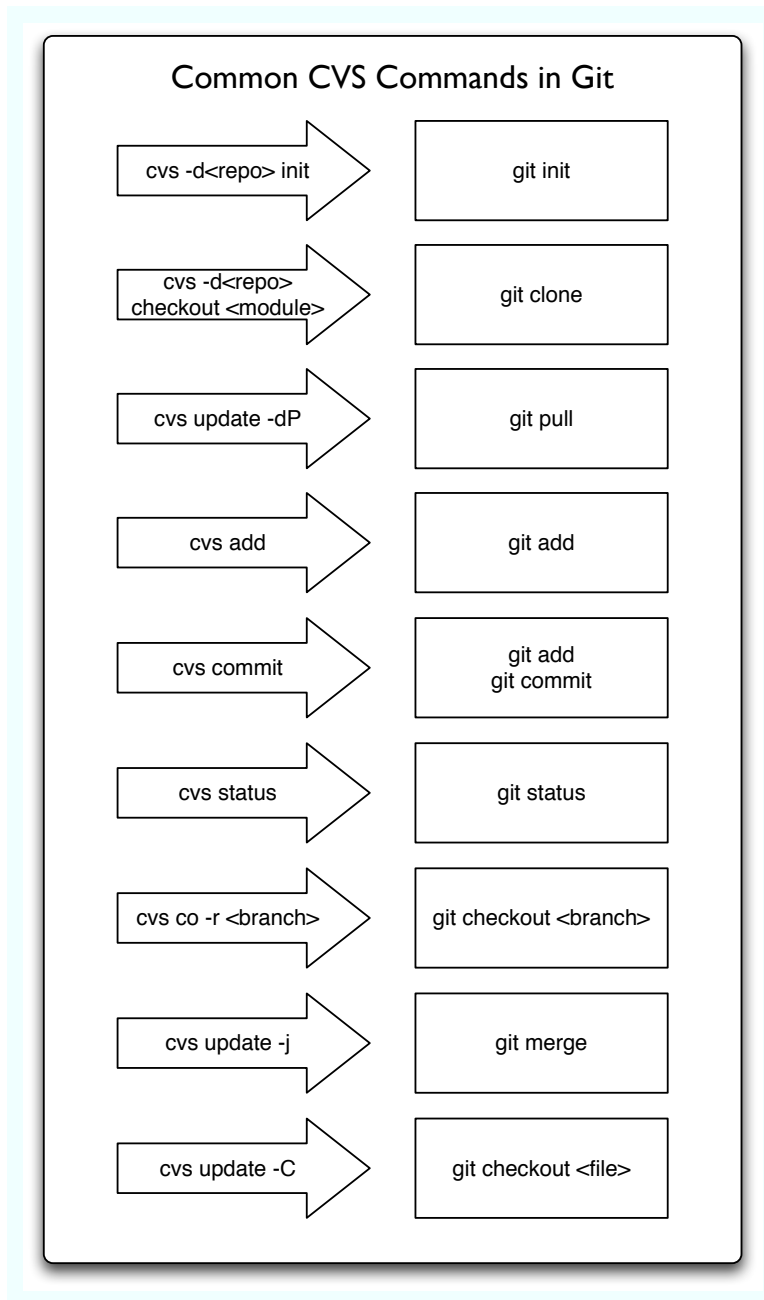 Common CVS Commands in Git
cvs -d<repo> init
git init
cvs -d<repo>
checkout <module>
git clone
cvs update -dP
git pull
cvs add
git add
cvs commit
git add
git commit
cvs status
git status
cvs co -r <branch>
git checkout <branch>
cvs update -j
git merge
cvs update -C
git checkout <file>